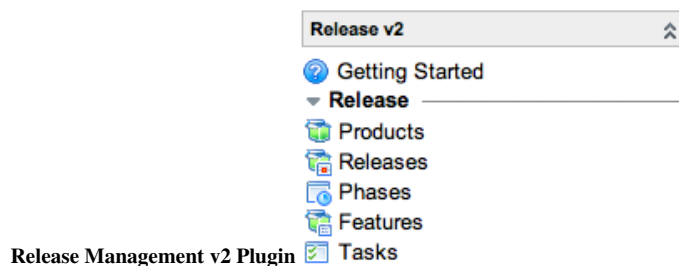 Release v2
Getting Started
Release
Products
Releases
Phases
Features
Release Management v2 Plugin Tasks